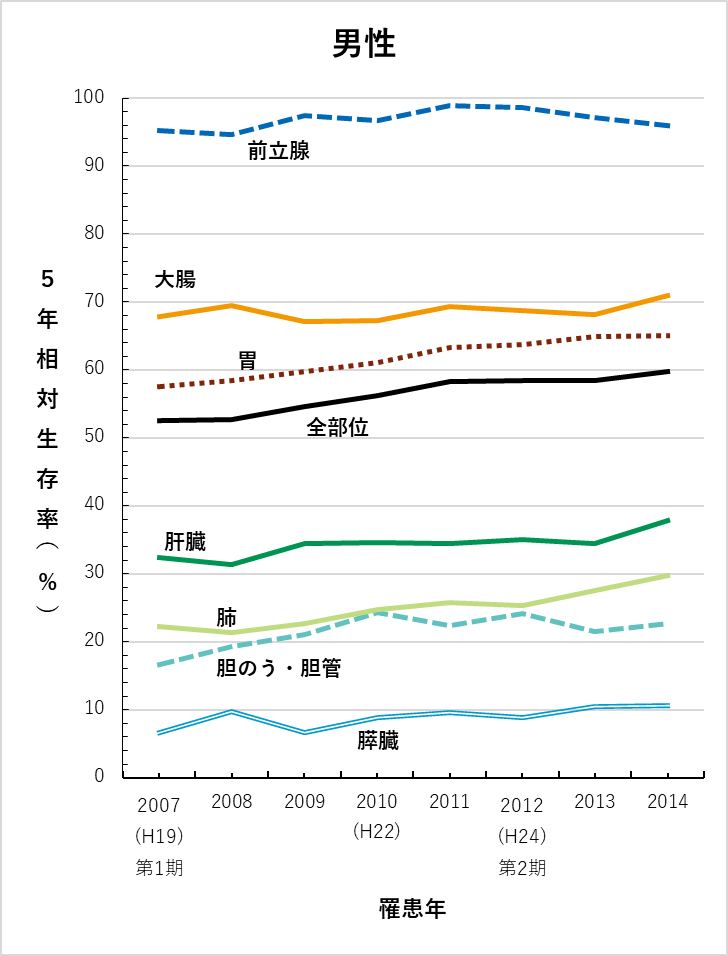 男性
100
90
80
70
60
50
40
30
20
10
0
5年相対生存率（%）
前立腺
大腸
胃
全部位
肝臓
肺
胆のう・胆管
膵臓
2007 2008 2009 2010 2011 2012 2013 2014
(H19) (H22) (H24)
第1期 第2期
罹患年